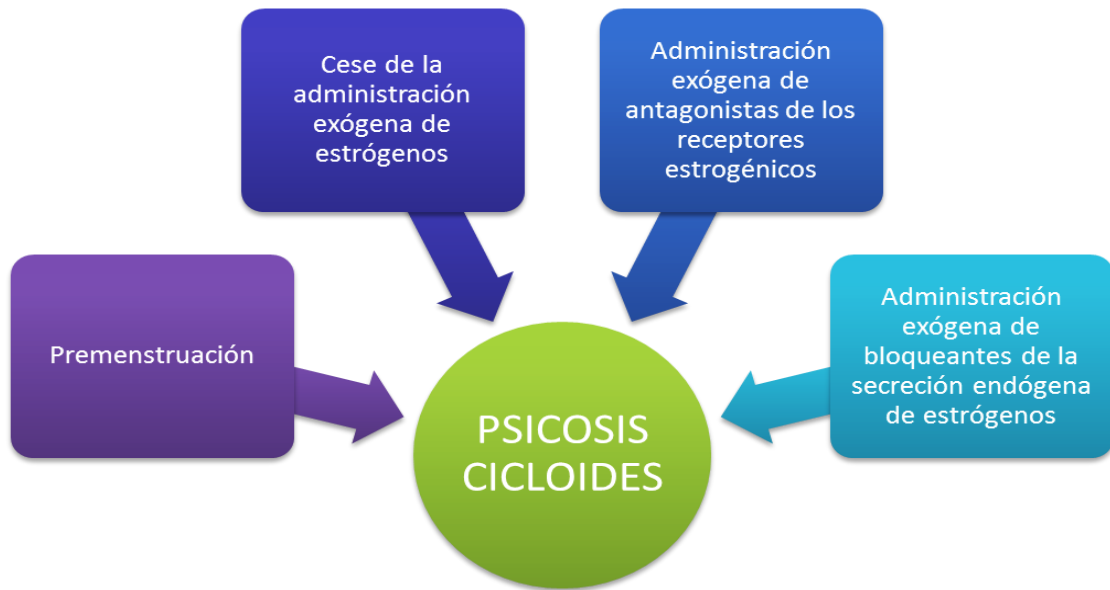 Cese de la
administración
exógena de
estrógenos
Administración
exógena de
antagonistas de los
receptores
estrogénicos
Premenstruación
Administración
exógena de
bloqueantes de la
secreción endógena
de estrógenos
PSICOSIS
CICLOIDES